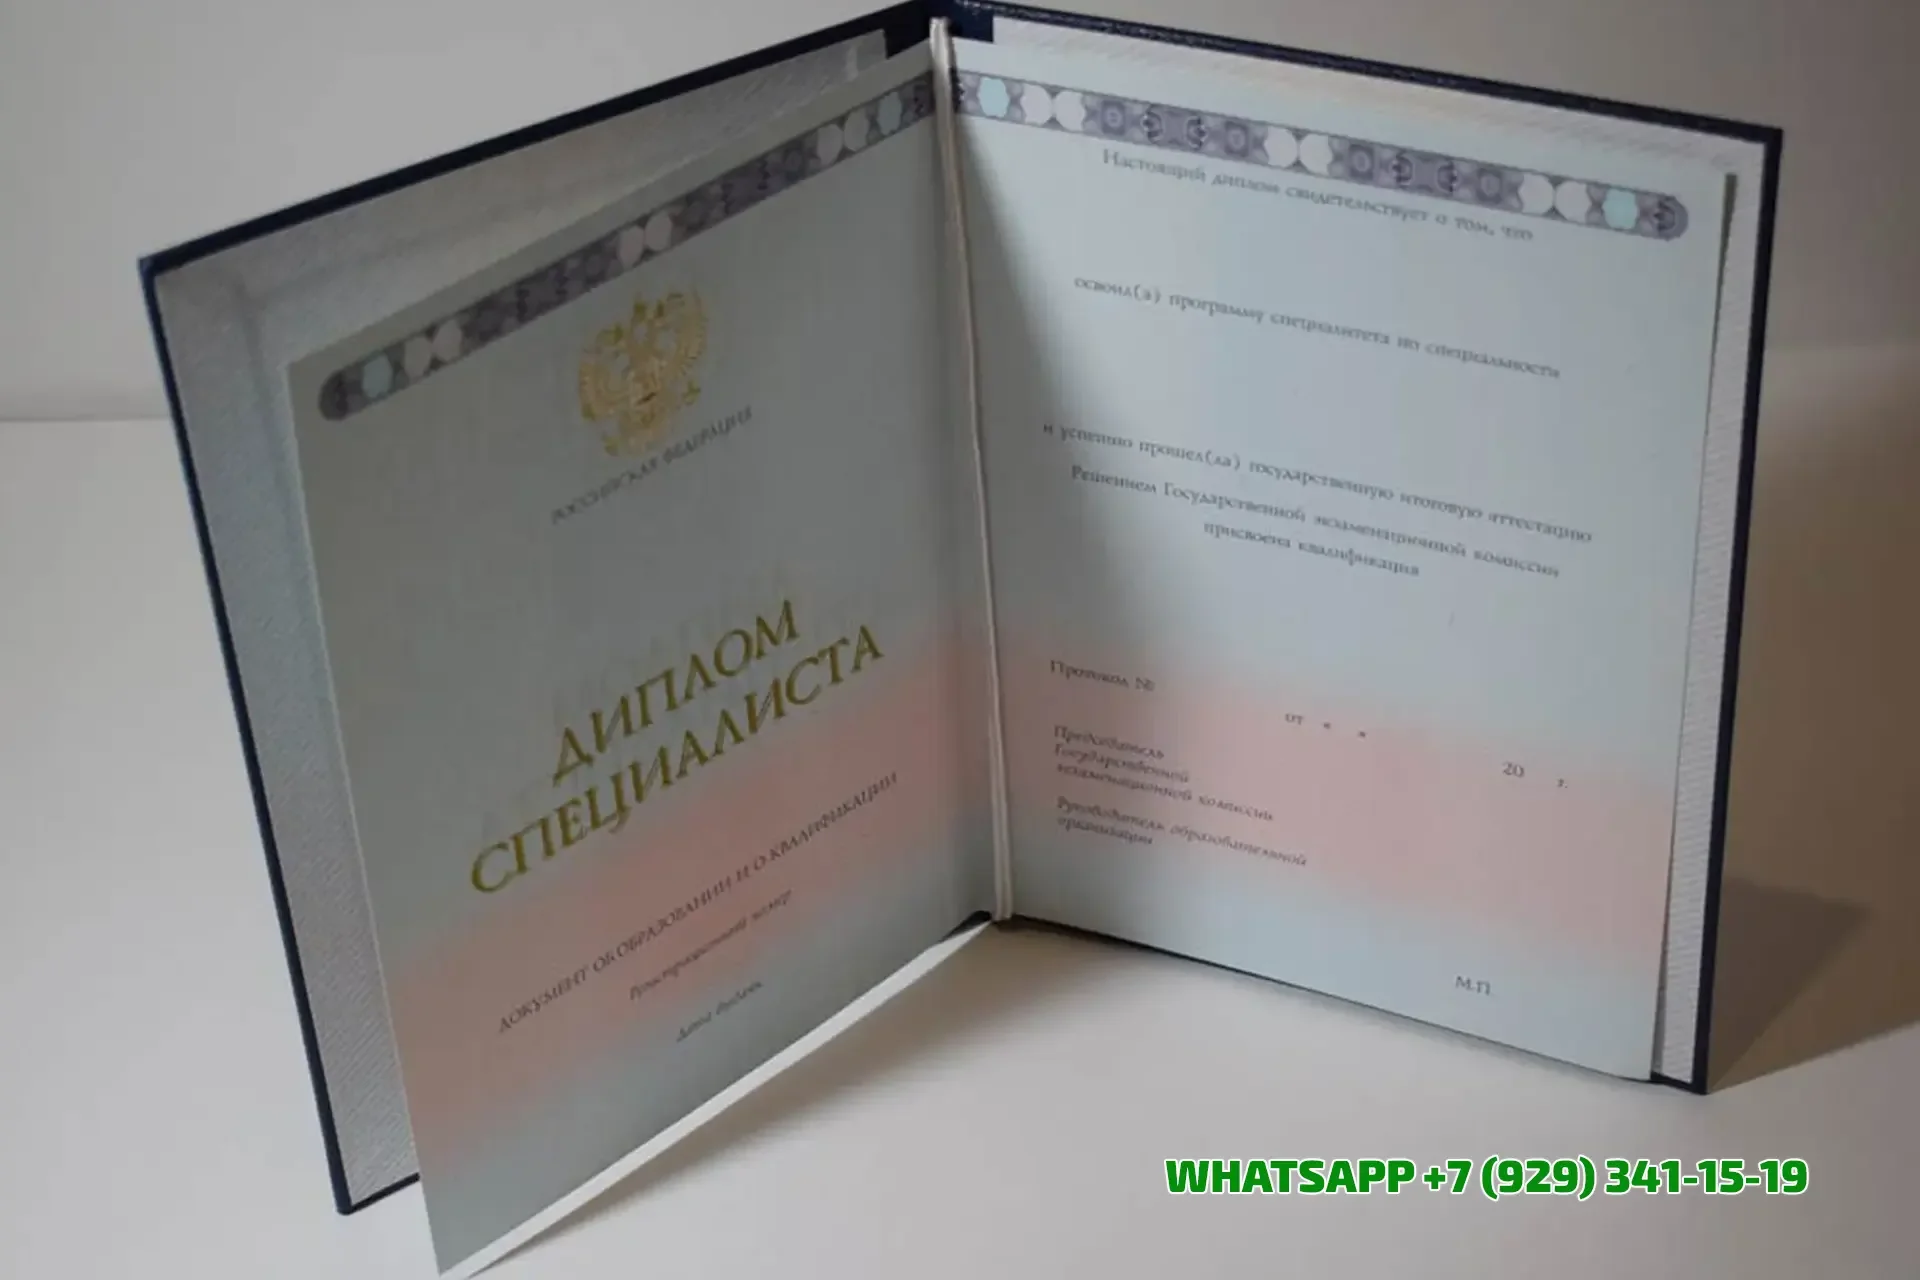 РОССИЙСКАЯ ФЕДЕРАЦИЯ
ДИПЛОМ
СПЕЦИАЛИСТА
ДОКУМЕНТ ОБ ОБРАЗОВАНИИ И О КВАЛИФИКАЦИИ
Регистрационный номер
Дата выдачи
Настоящий диплом свидетельствует о том, что
освоил(а) программу специалитета по специальности
и успешно прошел(ла) государственную итоговую аттестацию
Решением Государственной экзаменационной комиссии
присвоена квалификация
Протокол №
от « »
20 г.
Председатель
Государственной
экзаменационной комиссии
Руководитель образовательной
организации
М.П.
WHATSAPP +7 (929) 341-15-19